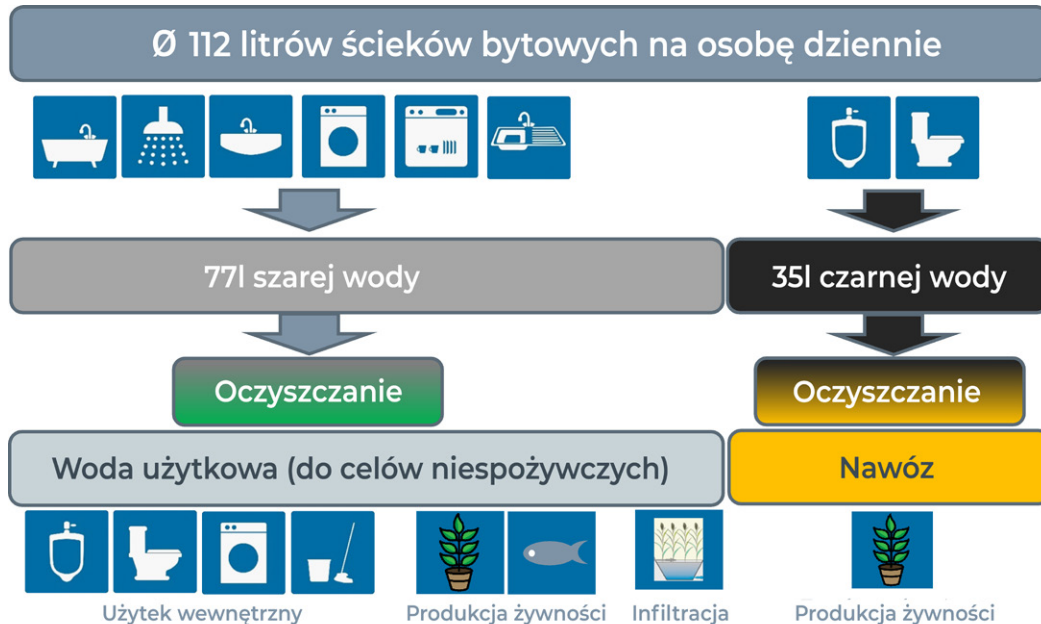 Ø 112 litrów ścieków bytowych na osobę dziennie
77l szarej wody
35l czarnej wody
Oczyszczanie
Oczyszczanie
Woda użytkowa (do celów niespożywczych)
Nawóz
Użytek wewnętrzny
Produkcja żywności
Infiltracja
Produkcja żywności